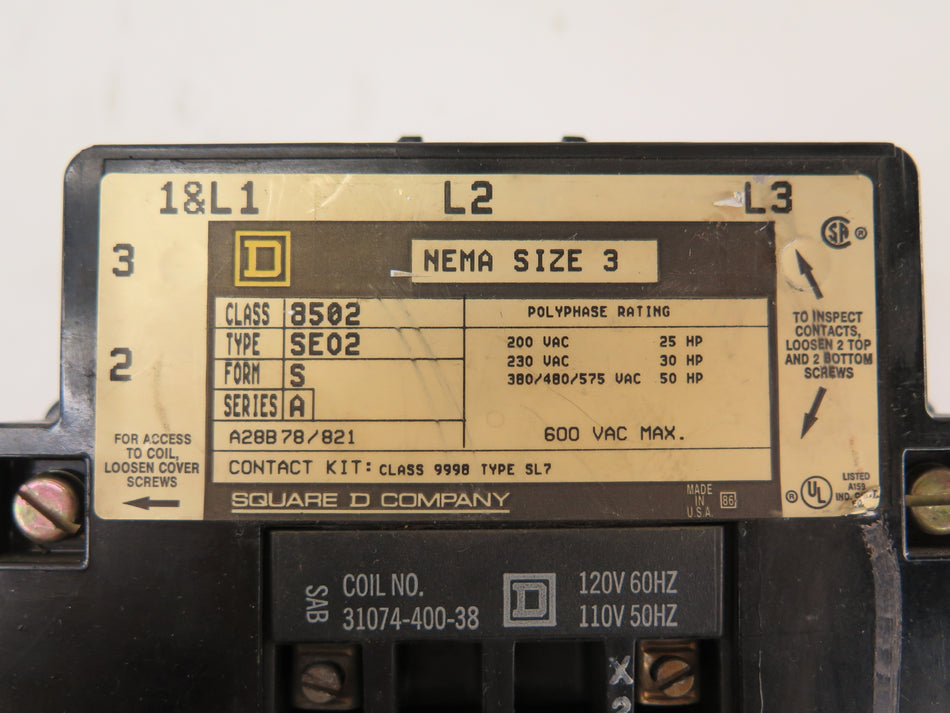 1&L1 L2 L3
3
2
D
NEMA SIZE 3
CLASS 8502
TYPE SE02
FORM S
SERIES A
A28B78/821
POLYPHASE RATING
200 VAC 25 HP
230 VAC 30 HP
380/480/575 VAC 50 HP
600 VAC MAX.
CONTACT KIT: CLASS 9998 TYPE SL7
SQUARE D COMPANY
MADE
IN
U.S.A.
86
FOR ACCESS
TO COIL,
LOOSEN COVER
SCREWS
SA ®
TO INSPECT
CONTACTS,
LOOSEN 2 TOP
AND 2 BOTTOM
SCREWS
® UL
LISTED
A159
IND.
SAB
COIL NO.
31074-400-38
D
120V 60HZ
110V 50HZ
X
2